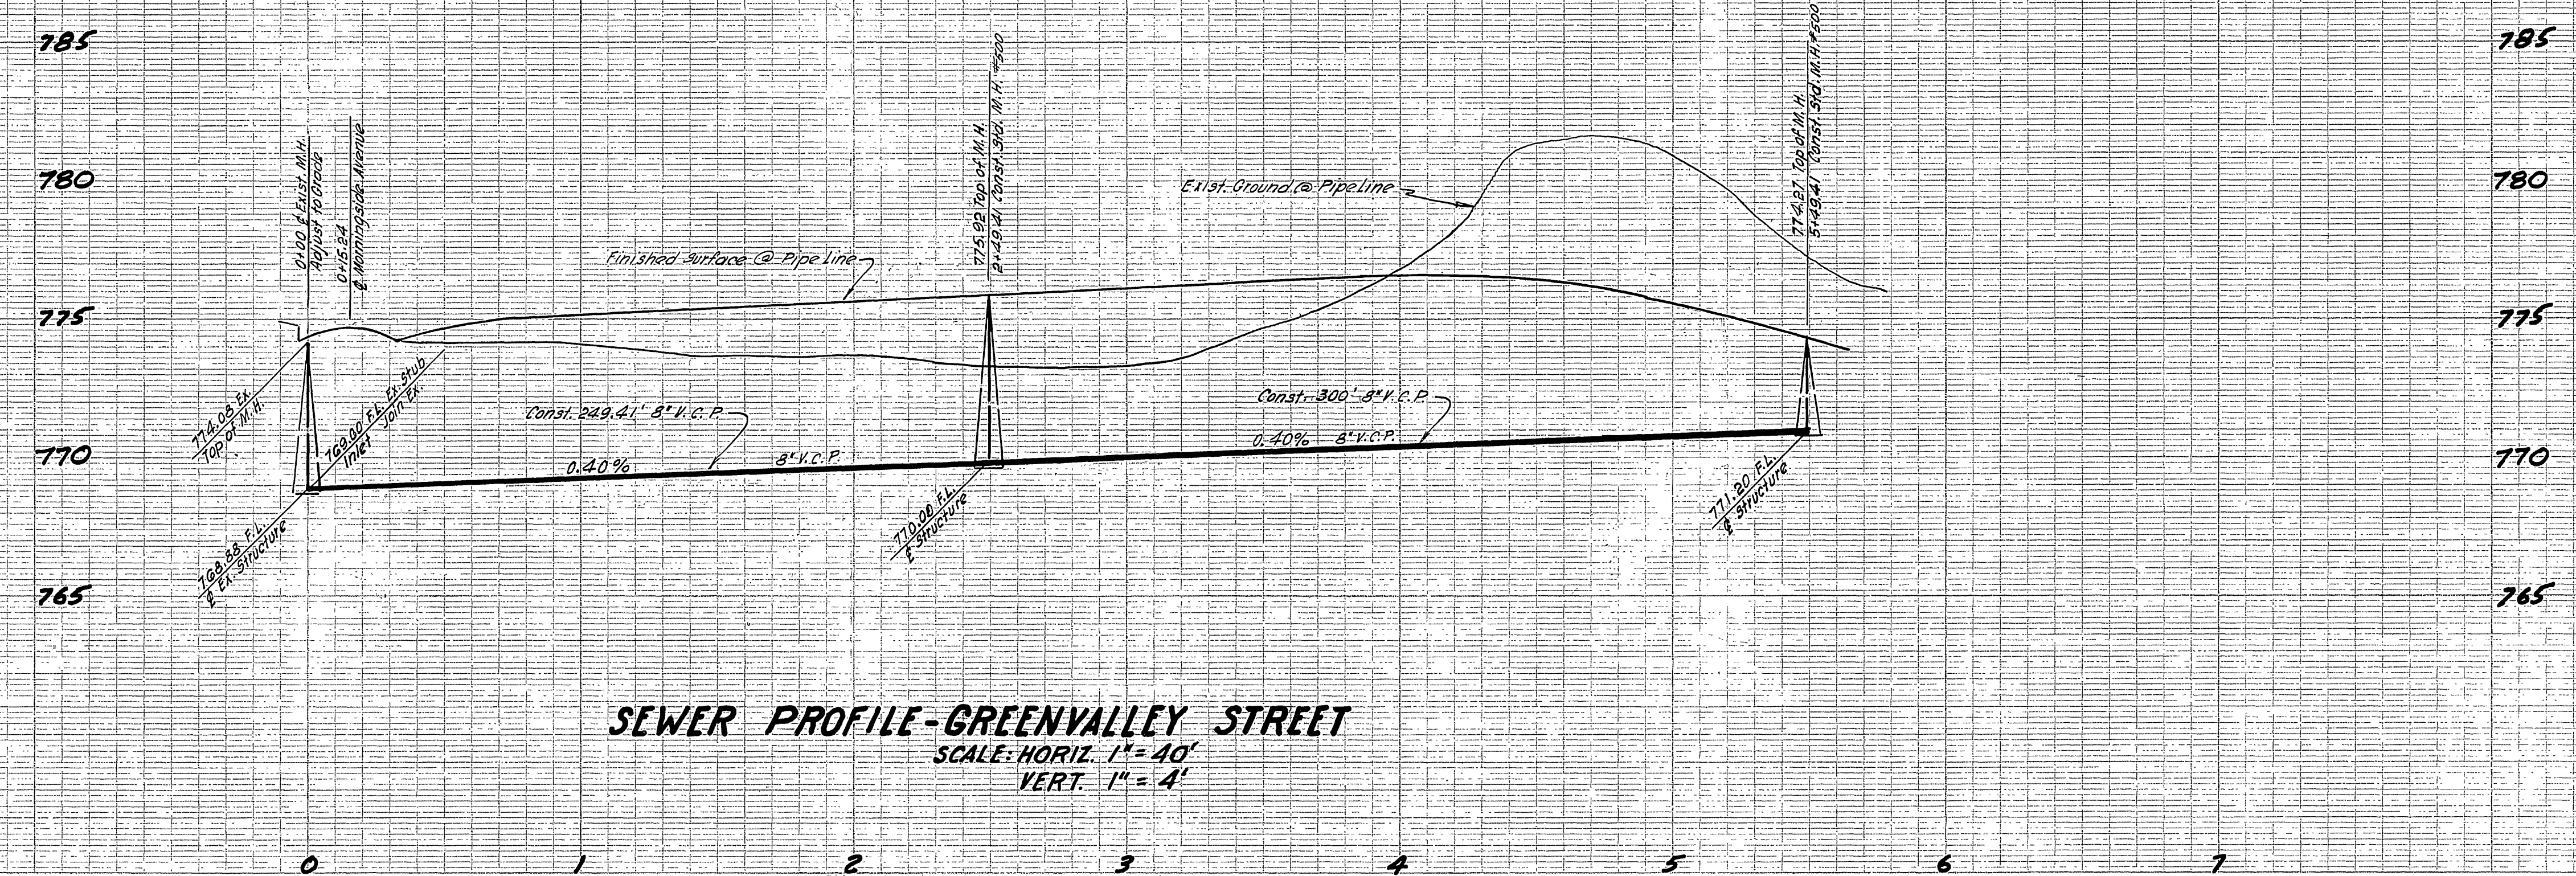 785
785
780
780
775
775
770
770
765
765
0+00 ℄ Exist. M.H.
Adjust to Grade
0+15.24
℄ Morningside Avenue
Finished Surface @ Pipe Line
775.92 Top of M.H.
2+49.41 Const. Std. M.H. #500
Exist. Ground @ Pipe Line
774.27 Top of M.H.
5+49.41 Const. Std. M.H. #500
774.08 Ex.
Top of M.H.
769.00 F.L. Ex. Stub
Inlet Join Ex.
Const. 249.41' 8" V.C.P.
0.40% 8" V.C.P.
Const. 300' 8" V.C.P.
0.40% 8" V.C.P.
768.88 F.L.
℄ Ex. Structure
770.00 F.L.
℄ Structure
771.20 F.L.
℄ Structure
SEWER PROFILE-GREENVALLEY STREET
SCALE: HORIZ. 1" = 40'
VERT. 1" = 4'
0 1 2 3 4 5 6 7